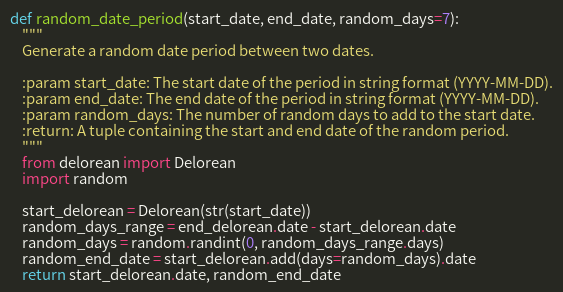 def random_date_period(start_date, end_date, random_days=7):
"""
Generate a random date period between two dates.
:param start_date: The start date of the period in string format (YYYY-MM-DD).
:param end_date: The end date of the period in string format (YYYY-MM-DD).
:param random_days: The number of random days to add to the start date.
:return: A tuple containing the start and end date of the random period.
"""
from delorean import Delorean
import random
start_delorean = Delorean(str(start_date))
random_days_range = end_delorean.date - start_delorean.date
random_days = random.randint(0, random_days_range.days)
random_end_date = start_delorean.add(days=random_days).date
return start_delorean.date, random_end_date